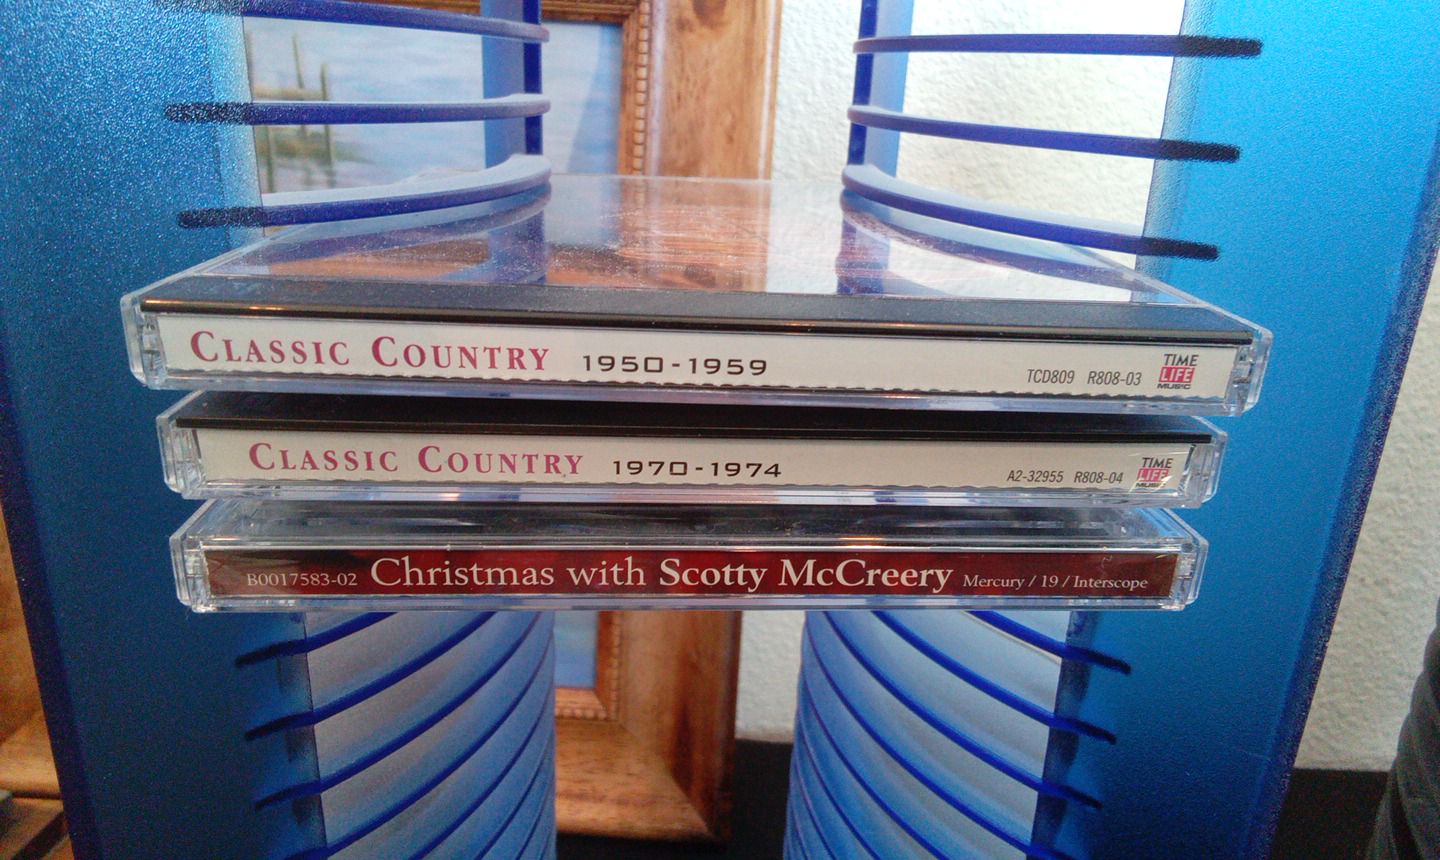 CLASSIC COUNTRY 1950-1959 TCD809 R808-03 TIME LIFE MUSIC
CLASSIC COUNTRY 1970-1974 A2-32955 R808-04 TIME LIFE MUSIC
B0017583-02 Christmas with Scotty McCreery Mercury / 19 / Interscope